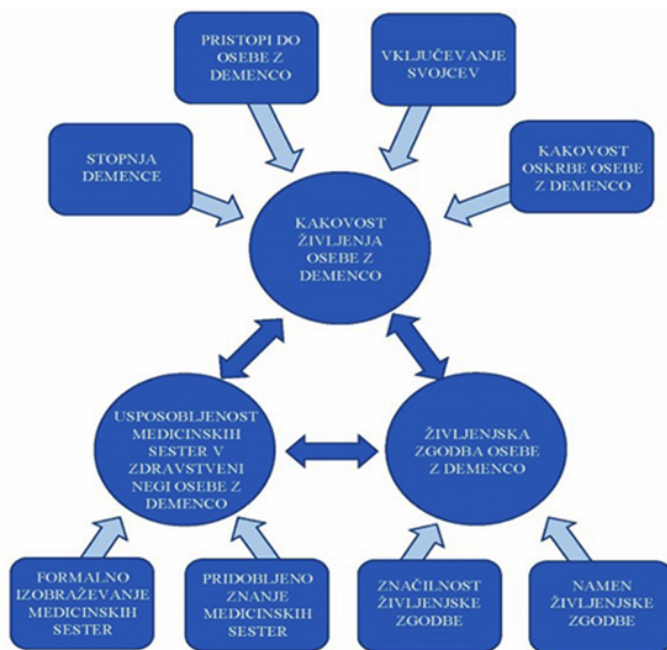 PRISTOPI DO
OSEBE Z
DEMENCO
VKLJUČEVANJE
SVOJCEV
STOPNJA
DEMENCE
KAKOVOST
OSKRBE OSEBE
Z DEMENCO
KAKOVOST
ŽIVLJENJA
OSEBE Z
DEMENCO
USPOSOBLJENOST
MEDICINSKIH
SESTER V
ZDRAVSTVENI
NEGI OSEBE Z
DEMENCO
ŽIVLJENJSKA
ZGODBA OSEBE
Z DEMENCO
FORMALNO
IZOBRAŽEVANJE
MEDICINSKIH
SESTER
PRIDOBLJENO
ZNANJE
MEDICINSKIH
SESTER
ZNAČILNOST
ŽIVLJENJSKE
ZGODBE
NAMEN
ŽIVLJENJSKE
ZGODBE